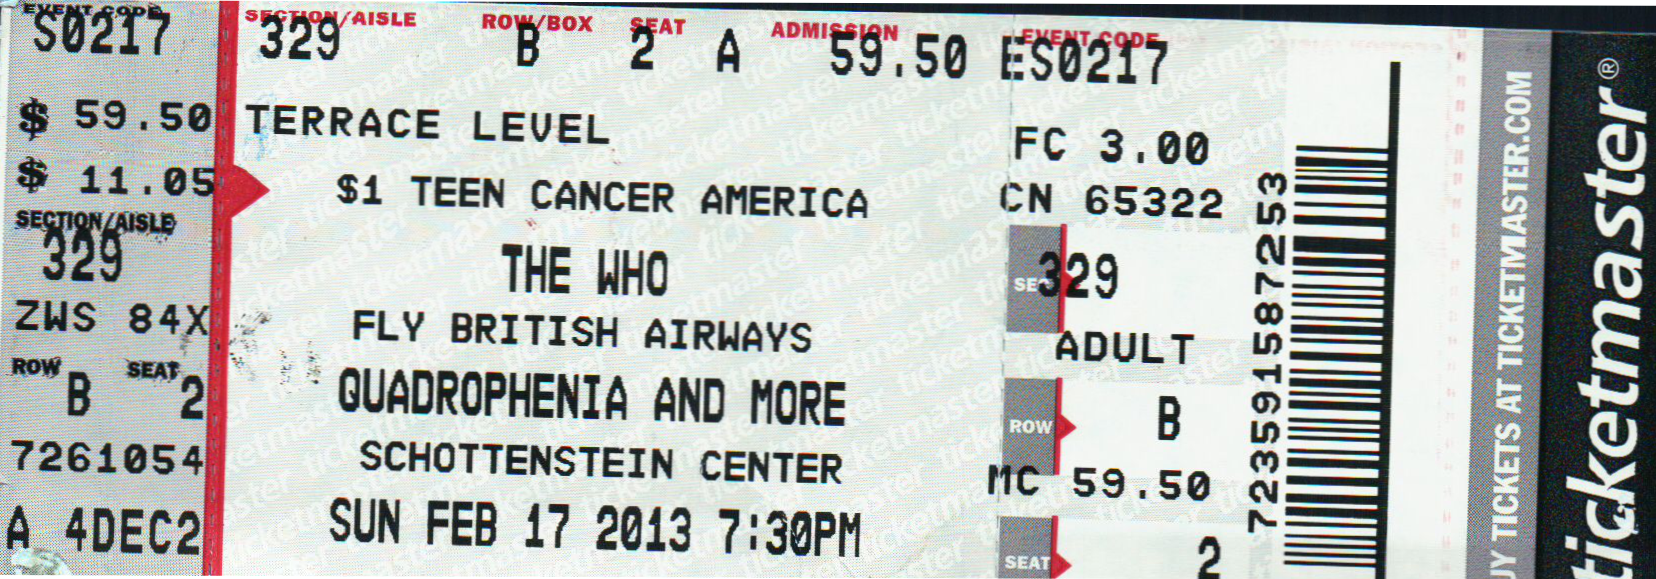 EVENT CODE
S0217
$ 59.50
$ 11.05
SECTION/AISLE
329
ZWS 84X
ROW SEAT
B 2
7261054
A 4DEC2
SECTION/AISLE ROW/BOX SEAT ADMISSION
329 B 2 A 59.50
TERRACE LEVEL
$1 TEEN CANCER AMERICA
THE WHO
FLY BRITISH AIRWAYS
QUADROPHENIA AND MORE
SCHOTTENSTEIN CENTER
SUN FEB 17 2013 7:30PM
EVENT CODE
ES0217
FC 3.00
CN 65322
329
ADULT
ROW B
MC 59.50
SEAT 2
723591587253
UY TICKETS AT TICKETMASTER.COM
ticketmaster®